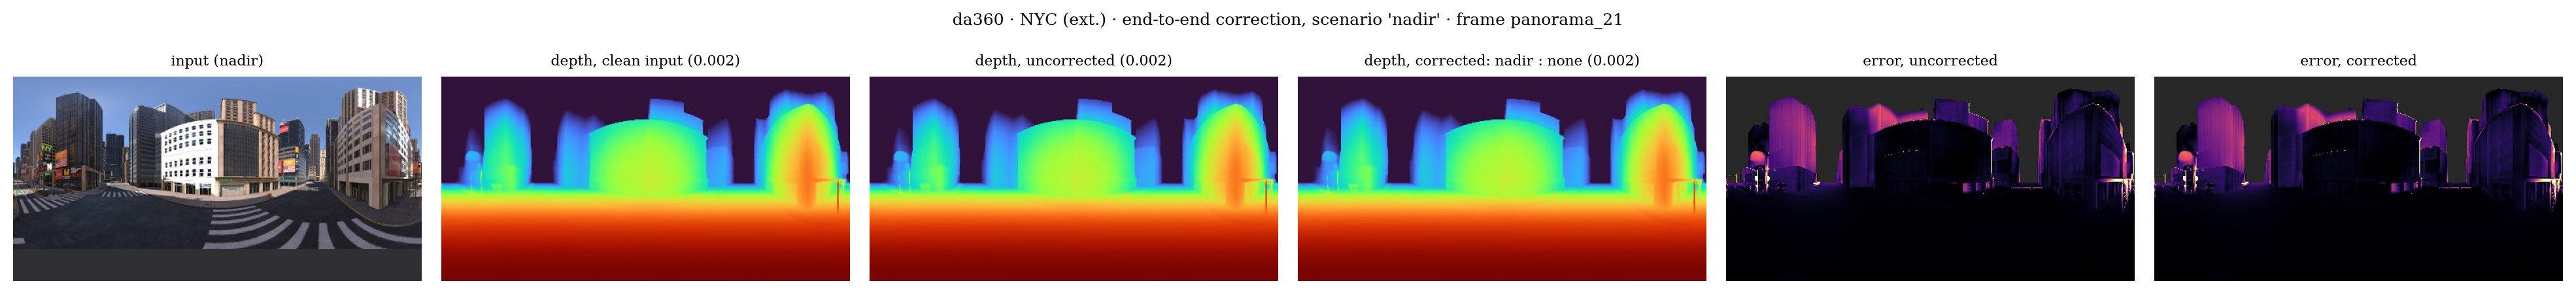 da360 · NYC (ext.) · end-to-end correction, scenario 'nadir' · frame panorama_21
input (nadir)
depth, clean input (0.002)
depth, uncorrected (0.002)
depth, corrected: nadir : none (0.002)
error, uncorrected
error, corrected